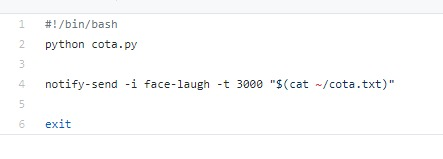 1 #!/bin/bash
2 python cota.py
3
4 notify-send -i face-laugh -t 3000 "$(cat ~/cota.txt)"
5
6 exit